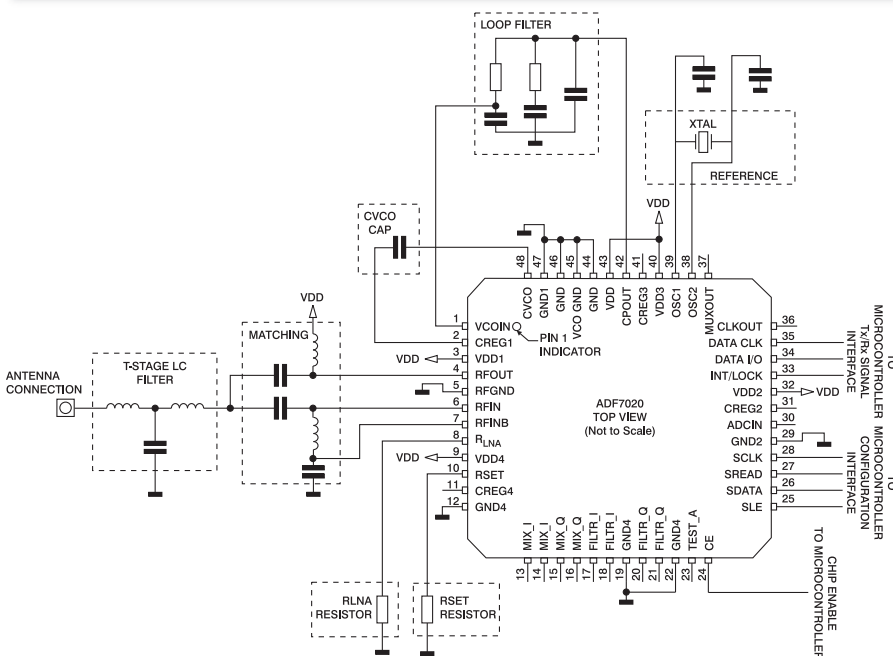 LOOP FILTER
XTAL
REFERENCE
CVCO
CAP
VDD
48
47
46
45
44
43
42
41
40
39
38
37
CVCO
GND1
GND
VCO GND
GND
VDD
CPOUT
CREG3
VDD3
OSC1
OSC2
MUXOUT
VDD
MATCHING
T-STAGE LC
FILTER
ANTENNA
CONNECTION
1 VCOIN
PIN 1
INDICATOR
2 CREG1
VDD 3 VDD1
4 RFOUT
5 RFGND
6 RFIN
7 RFINB
8 RLNA
VDD 9 VDD4
10 RSET
11 CREG4
12 GND4
ADF7020
TOP VIEW
(Not to Scale)
CLKOUT 36
DATA CLK 35
DATA I/O 34
INT/LOCK 33
VDD2 32 VDD
CREG2 31
ADCIN 30
GND2 29
SCLK 28
SREAD 27
SDATA 26
SLE 25
TO
MICROCONTROLLER
Tx/Rx SIGNAL
INTERFACE
TO
MICROCONTROLLER
CONFIGURATION
INTERFACE
MIX_I
MIX_I
MIX_Q
MIX_Q
FILTR_I
FILTR_I
GND4
FILTR_Q
FILTR_Q
GND4
TEST_A
CE
13
14
15
16
17
18
19
20
21
22
23
24
CHIP ENABLE
TO MICROCONTROLLER
RLNA
RESISTOR
RSET
RESISTOR